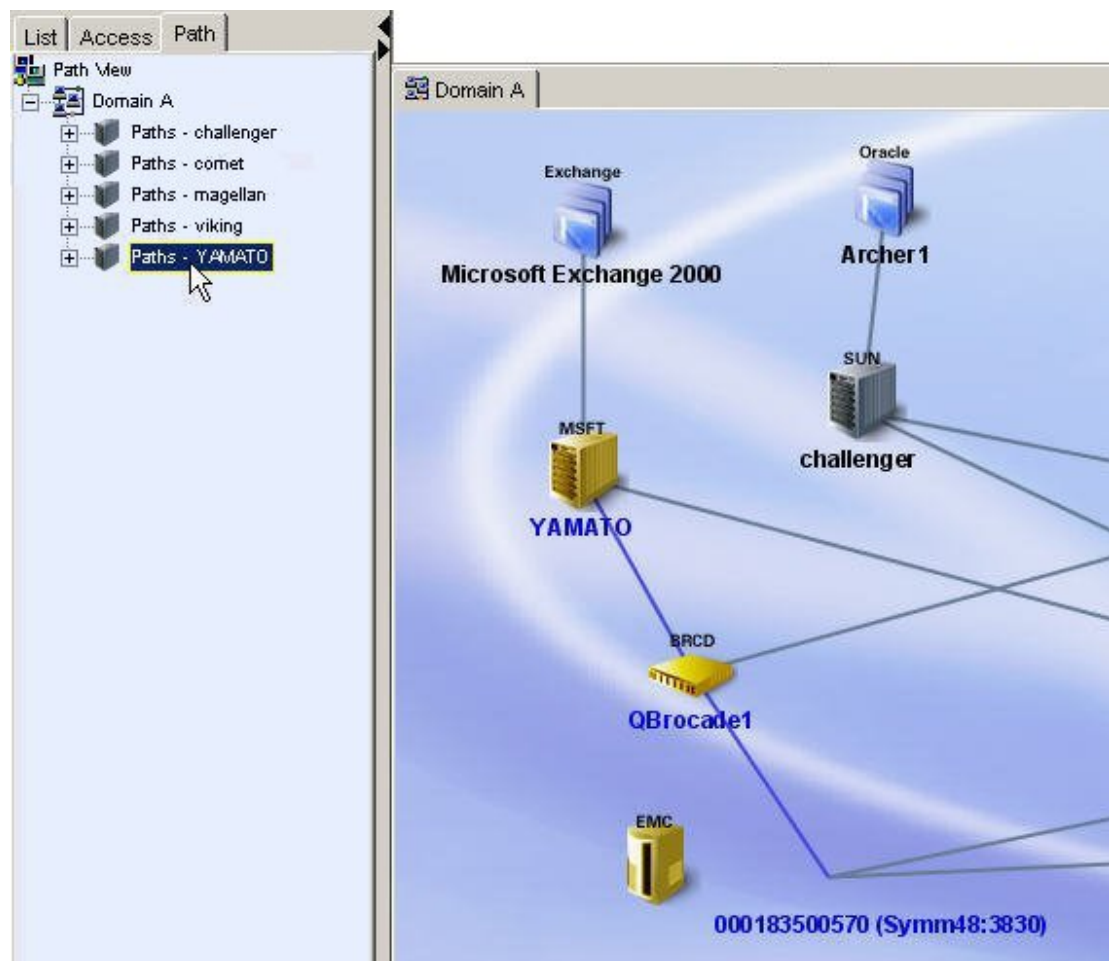 List Access Path
Path View
Domain A
Paths - challenger
Paths - comet
Paths - magellan
Paths - viking
Paths - YAMATO
Domain A
Exchange
Microsoft Exchange 2000
Oracle
Archer1
SUN
challenger
MSFT
YAMATO
BRCD
QBrocade1
EMC
000183500570 (Symm48:3830)